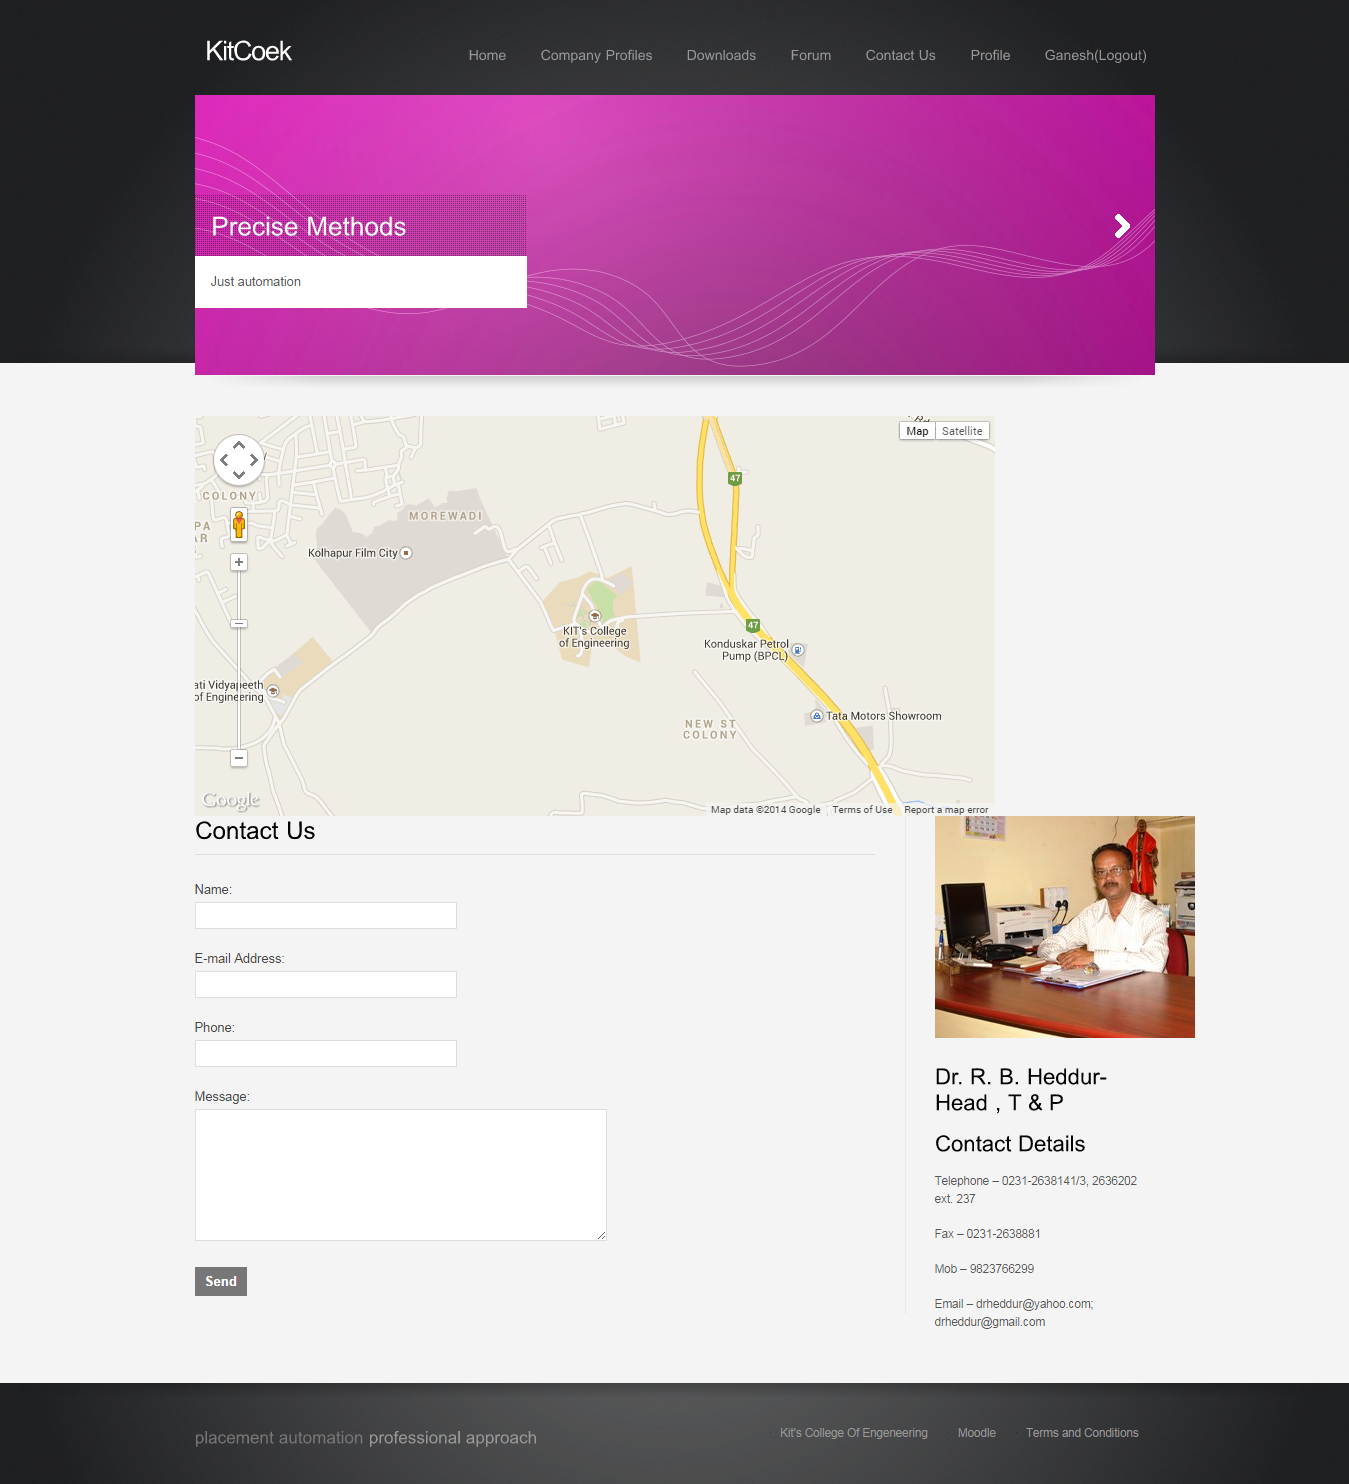 KitCoek
Home Company Profiles Downloads Forum Contact Us Profile Ganesh(Logout)
Precise Methods
Just automation
Map Satellite
COLONY
MOREWADI
PA
AR
Kolhapur Film City
47
KIT's College
of Engineering
47
Konduskar Petrol
Pump (BPCL)
ati Vidyapeeth
of Engineering
Tata Motors Showroom
NEW ST
COLONY
Google
Map data ©2014 Google Terms of Use Report a map error
Contact Us
Name:
E-mail Address:
Phone:
Message:
Send
Dr. R. B. Heddur-
Head , T & P
Contact Details
Telephone – 0231-2638141/3, 2636202
ext. 237
Fax – 0231-2638881
Mob – 9823766299
Email – drheddur@yahoo.com;
drheddur@gmail.com
placement automation professional approach
Kit's College Of Engeneering Moodle Terms and Conditions